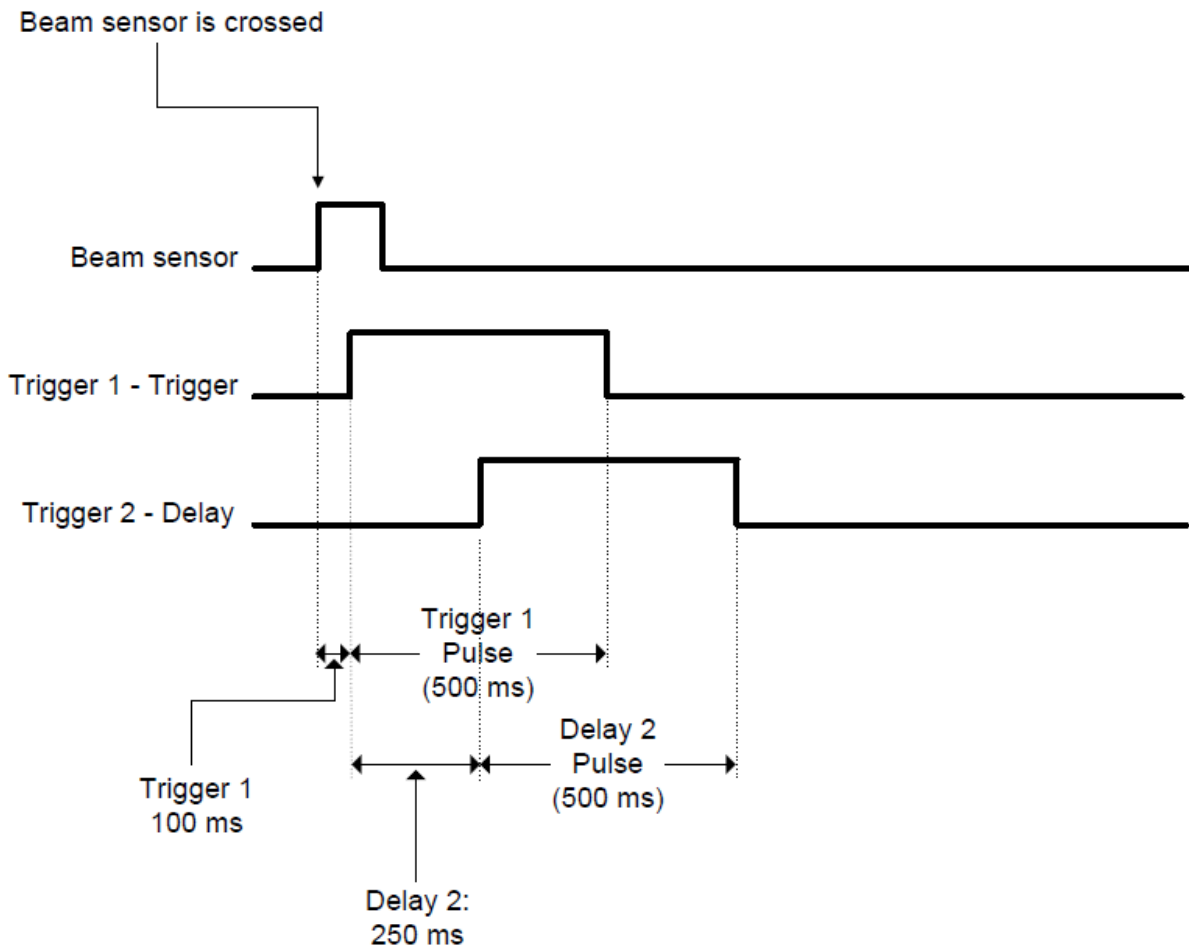 Beam sensor is crossed
Beam sensor
Trigger 1 - Trigger
Trigger 2 - Delay
Trigger 1
Pulse
(500 ms)
Delay 2
Pulse
(500 ms)
Trigger 1
100 ms
Delay 2:
250 ms